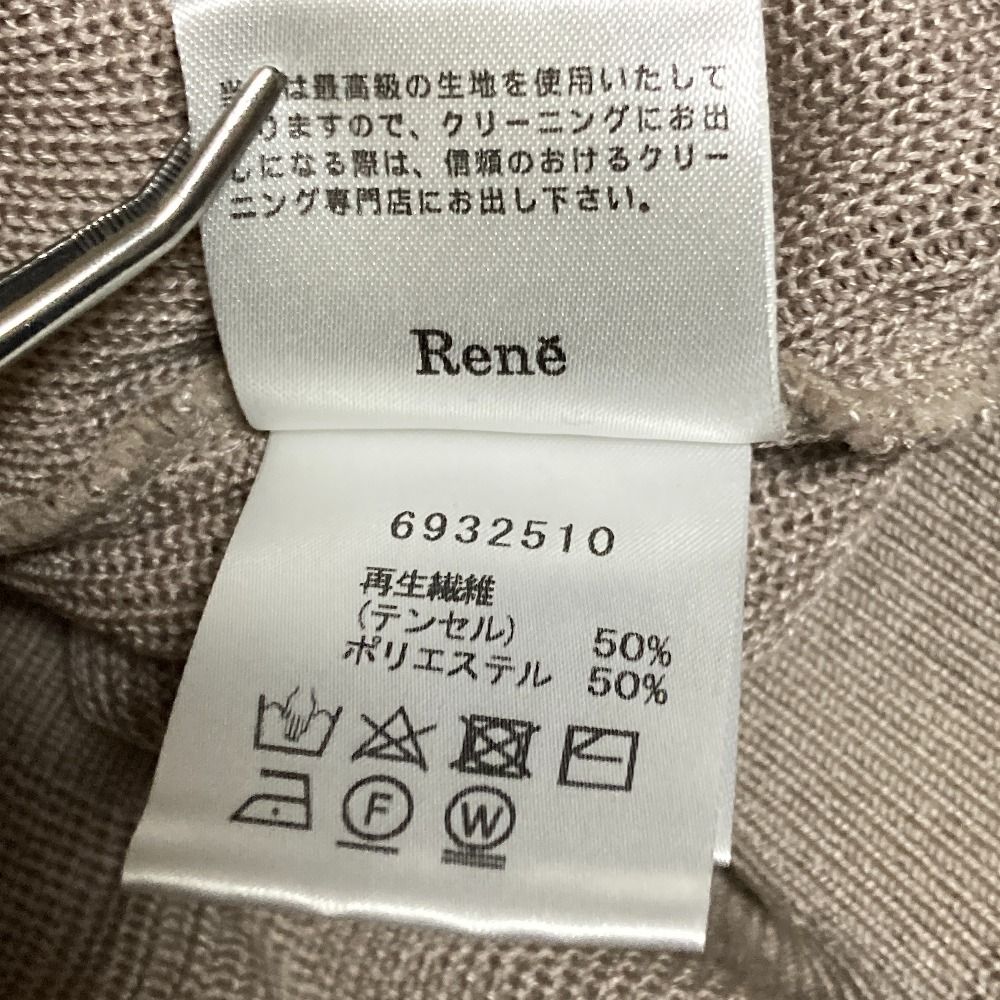 は最高級の生地を使用いたして
りますので、クリーニングにお出
しになる際は、信頼のおけるクリー
ニング専門店にお出し下さい。
Renĕ
6932510
再生繊維
(テンセル) 50%
ポリエステル 50%
F W